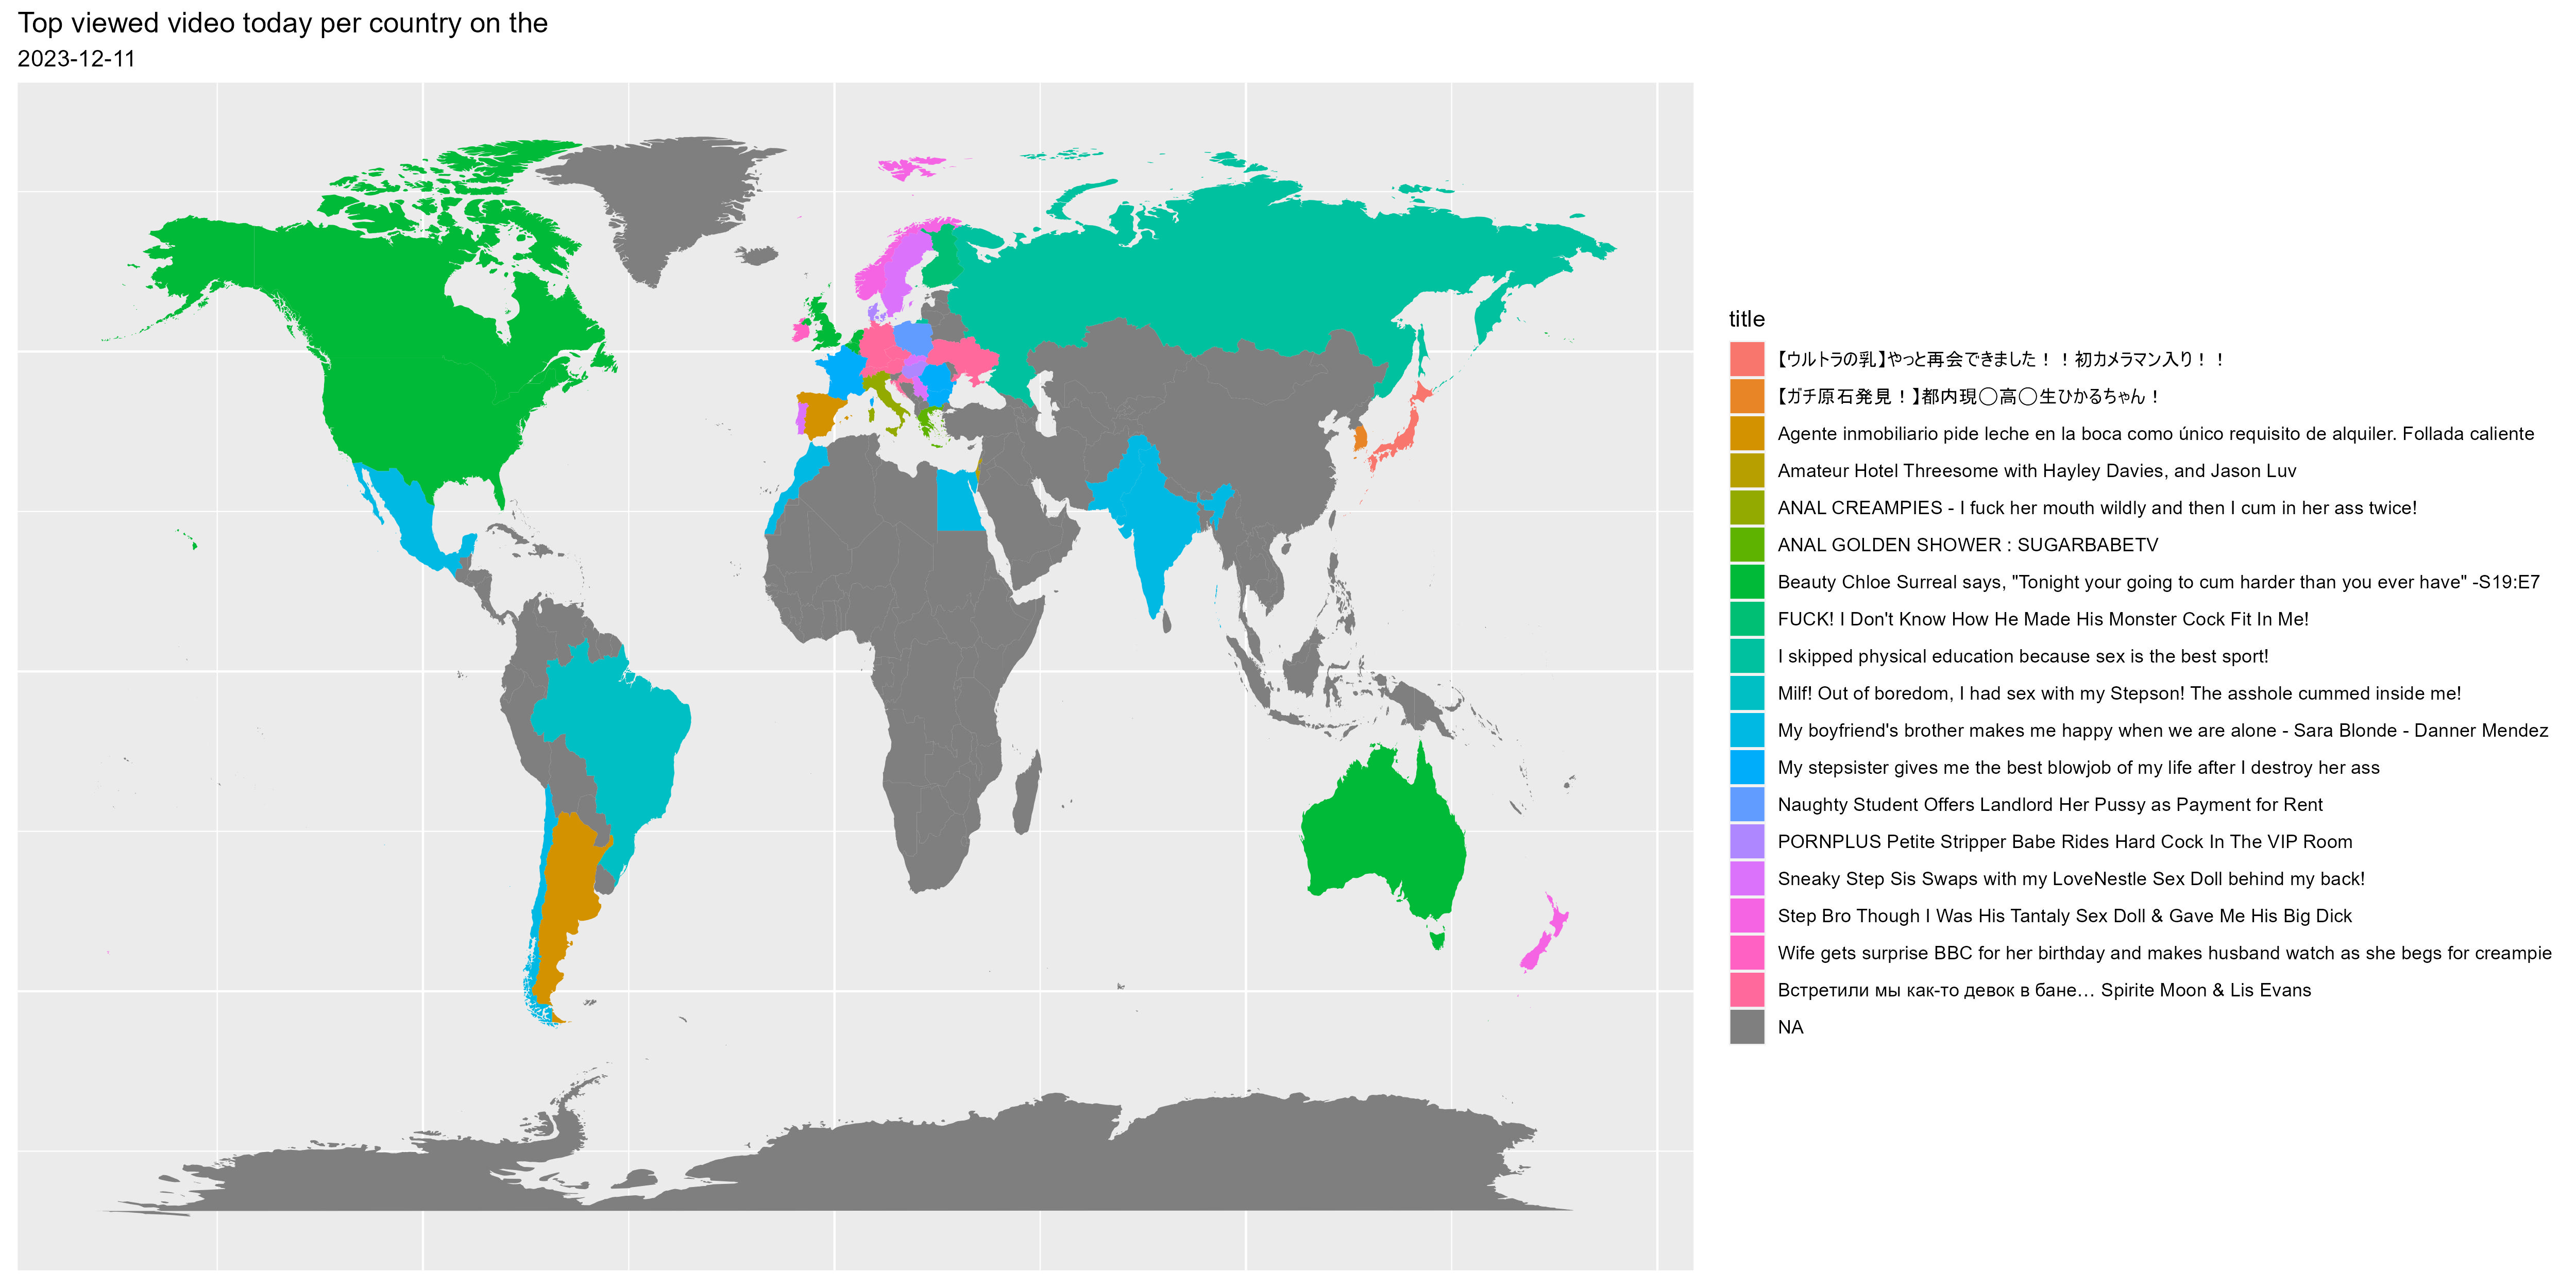 Top viewed video today per country on the
2023-12-11
title
【ウルトラの乳】やっと再会できました！！初カメラマン入り！！
【ガチ原石発見！】都内現◯高◯生ひかるちゃん！
Agente inmobiliario pide leche en la boca como único requisito de alquiler. Follada caliente
Amateur Hotel Threesome with Hayley Davies, and Jason Luv
ANAL CREAMPIES - I fuck her mouth wildly and then I cum in her ass twice!
ANAL GOLDEN SHOWER : SUGARBABETV
Beauty Chloe Surreal says, "Tonight your going to cum harder than you ever have" -S19:E7
FUCK! I Don't Know How He Made His Monster Cock Fit In Me!
I skipped physical education because sex is the best sport!
Milf! Out of boredom, I had sex with my Stepson! The asshole cummed inside me!
My boyfriend's brother makes me happy when we are alone - Sara Blonde - Danner Mendez
My stepsister gives me the best blowjob of my life after I destroy her ass
Naughty Student Offers Landlord Her Pussy as Payment for Rent
PORNPLUS Petite Stripper Babe Rides Hard Cock In The VIP Room
Sneaky Step Sis Swaps with my LoveNestle Sex Doll behind my back!
Step Bro Though I Was His Tantaly Sex Doll & Gave Me His Big Dick
Wife gets surprise BBC for her birthday and makes husband watch as she begs for creampie
Встретили мы как-то девок в бане… Spirite Moon & Lis Evans
NA